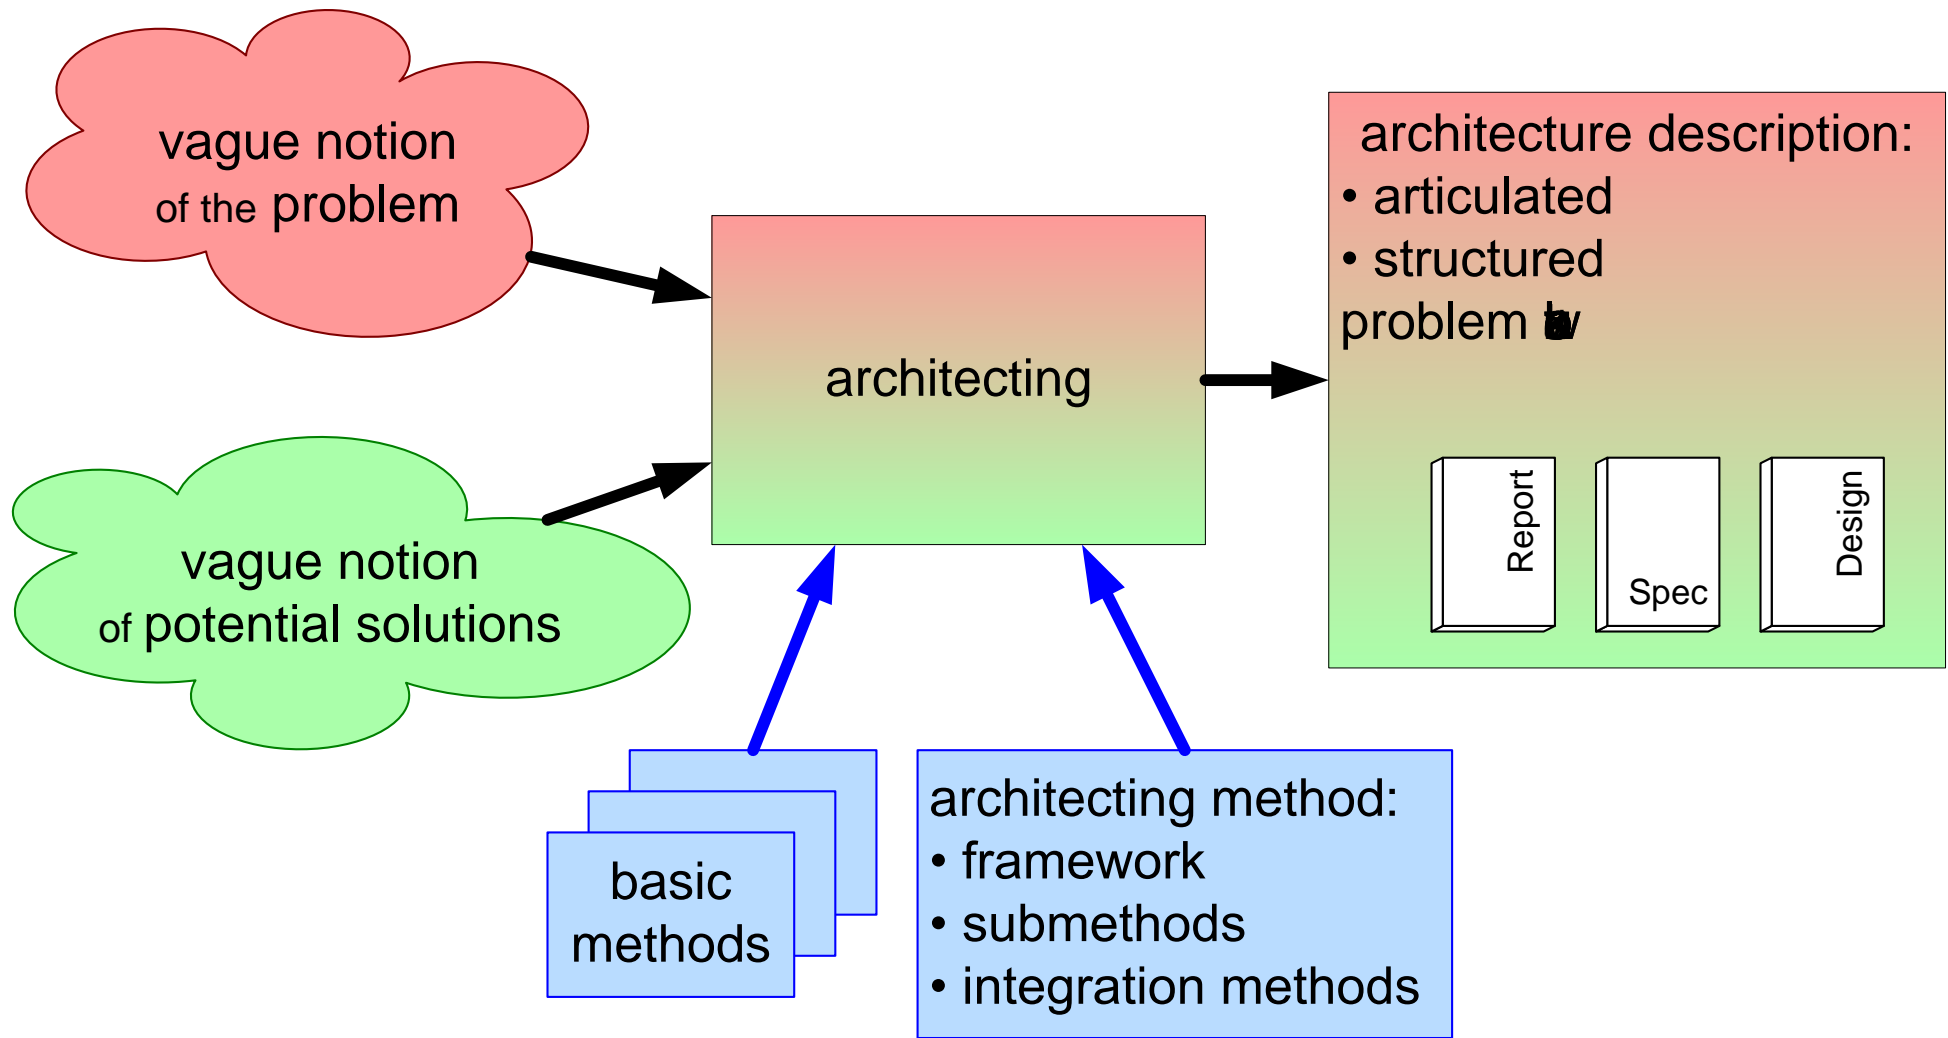 vague notion
of the problem
vague notion
of potential solutions
architecting
architecture description:
• articulated
• structured
problem
Report
Spec
Design
basic
methods
architecting method:
• framework
• submethods
• integration methods